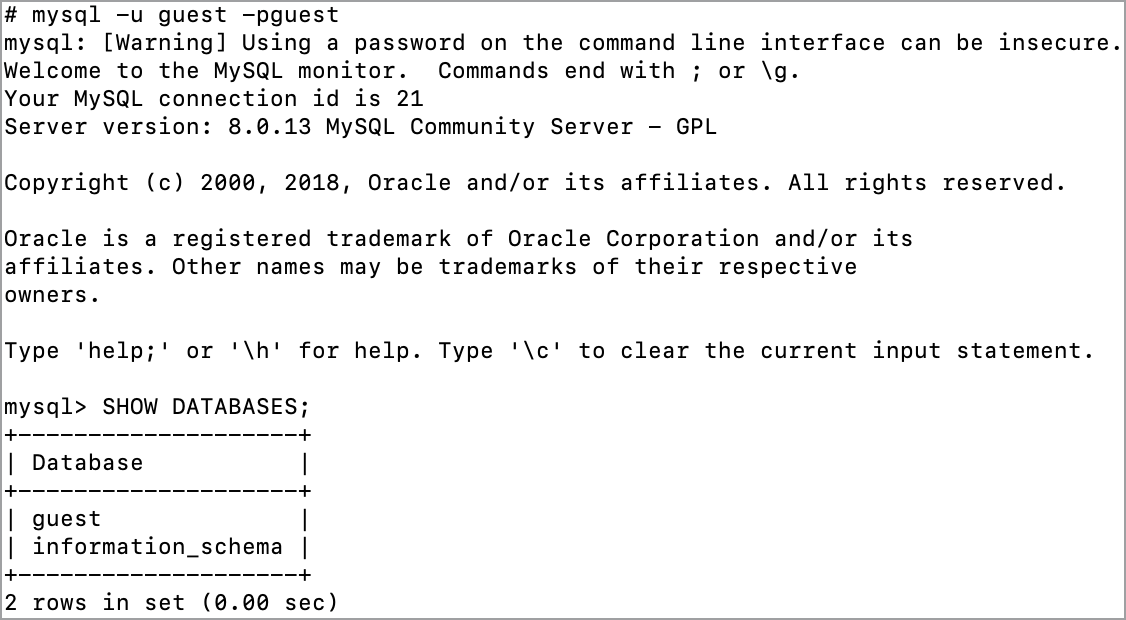 # mysql -u guest -pguest
mysql: [Warning] Using a password on the command line interface can be insecure.
Welcome to the MySQL monitor.  Commands end with ; or \g.
Your MySQL connection id is 21
Server version: 8.0.13 MySQL Community Server - GPL

Copyright (c) 2000, 2018, Oracle and/or its affiliates. All rights reserved.

Oracle is a registered trademark of Oracle Corporation and/or its
affiliates. Other names may be trademarks of their respective
owners.

Type 'help;' or '\h' for help. Type '\c' to clear the current input statement.

mysql> SHOW DATABASES;
+--------------------+
| Database           |
+--------------------+
| guest              |
| information_schema |
+--------------------+
2 rows in set (0.00 sec)